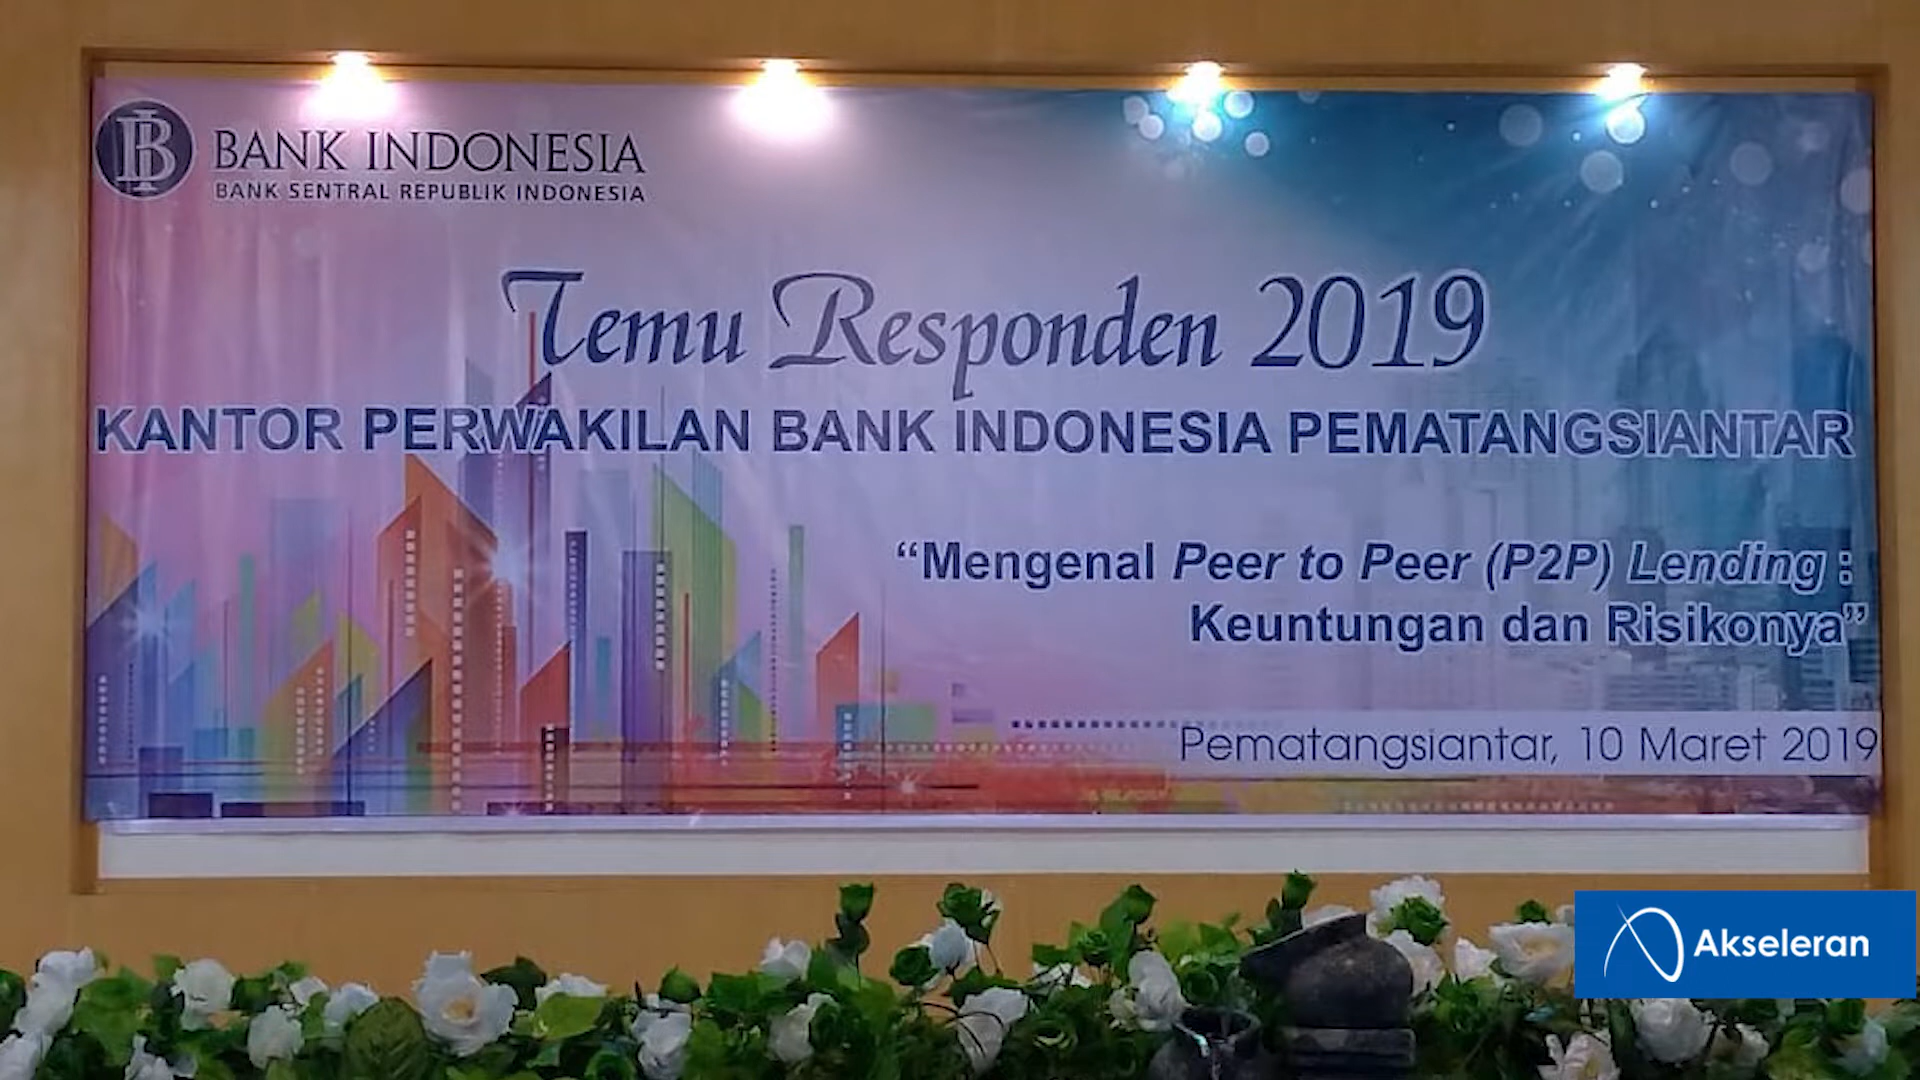 BANK INDONESIA
BANK SENTRAL REPUBLIK INDONESIA
Temu Responden 2019
KANTOR PERWAKILAN BANK INDONESIA PEMATANGSIANTAR
“Mengenal Peer to Peer (P2P) Lending :
Keuntungan dan Risikonya”
Pematangsiantar, 10 Maret 2019
Akseleran